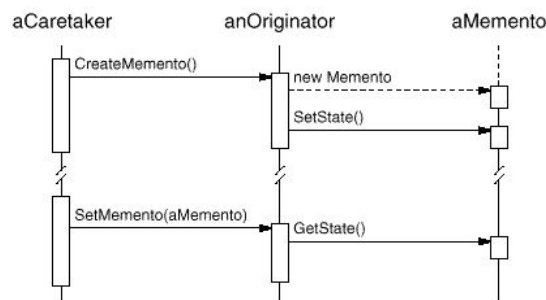 aCaretaker anOriginator aMemento
CreateMemento()
new Memento
SetState()
SetMemento(aMemento)
GetState()